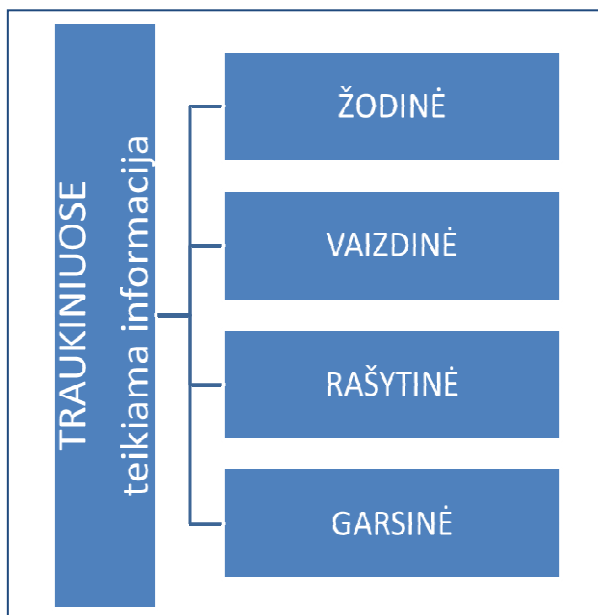 TRAUKINIUOSE
teikiama informacija
ŽODINĖ
VAIZDINĖ
RAŠYTINĖ
GARSINĖ